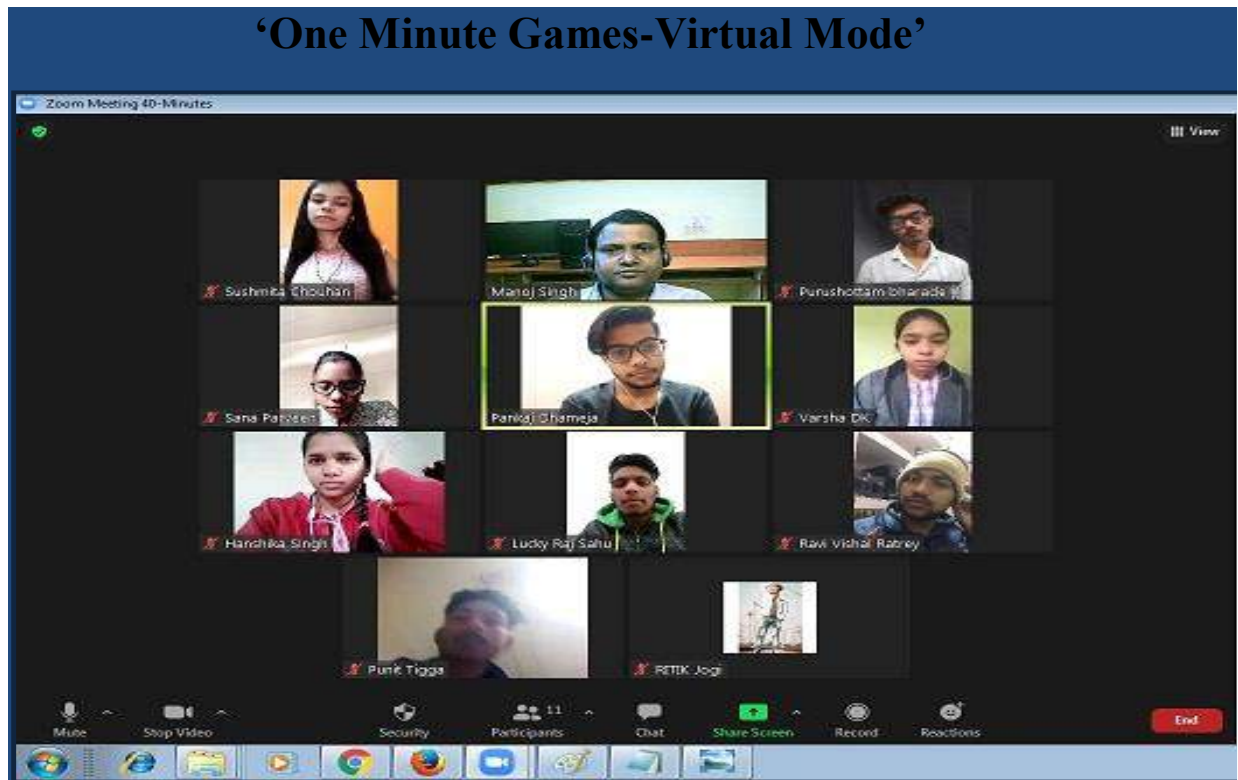 ‘One Minute Games-Virtual Mode’
Zoom Meeting 40-Minutes
View
Sushmita Chouhan
Manoj Singh
Purushottam bharade
Sana Parveen
Pankaj Dhameja
Varsha DK
Hanshika Singh
Lucky Raj Sahu
Ravi Vishal Ratrey
Punit Tigga
RITIK Jogi
Mute
Stop Video
Security
Participants 11
Chat
Share Screen
Record
Reactions
End